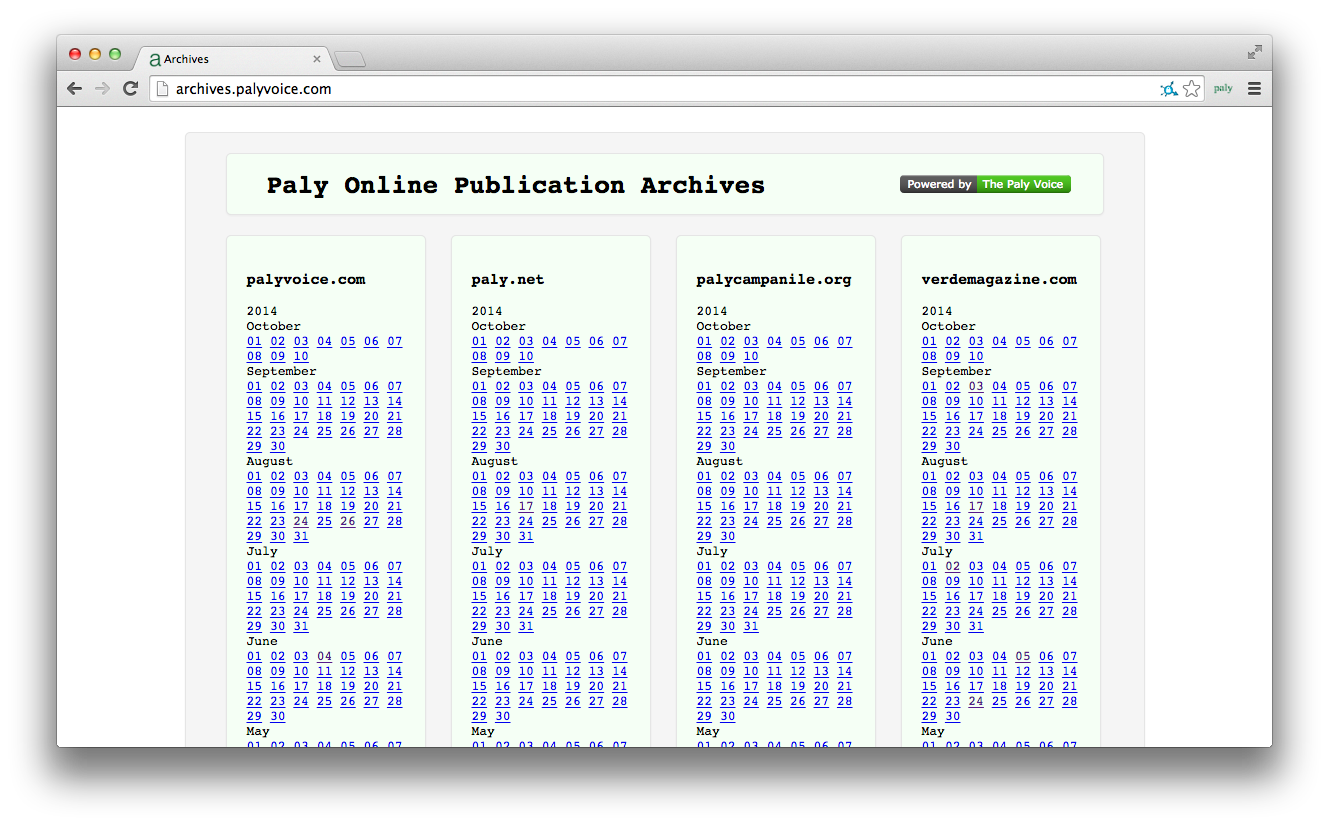 Archives
archives.palyvoice.com
paly
Paly Online Publication Archives
Powered by The Paly Voice
palyvoice.com
2014
October
01 02 03 04 05 06 07
08 09 10
September
01 02 03 04 05 06 07
08 09 10 11 12 13 14
15 16 17 18 19 20 21
22 23 24 25 26 27 28
29 30
August
01 02 03 04 05 06 07
08 09 10 11 12 13 14
15 16 17 18 19 20 21
22 23 24 25 26 27 28
29 30 31
July
01 02 03 04 05 06 07
08 09 10 11 12 13 14
15 16 17 18 19 20 21
22 23 24 25 26 27 28
29 30 31
June
01 02 03 04 05 06 07
08 09 10 11 12 13 14
15 16 17 18 19 20 21
22 23 24 25 26 27 28
29 30
May
01 02 03 04 05 06 07
paly.net
2014
October
01 02 03 04 05 06 07
08 09 10
September
01 02 03 04 05 06 07
08 09 10 11 12 13 14
15 16 17 18 19 20 21
22 23 24 25 26 27 28
29 30
August
01 02 03 04 05 06 07
08 09 10 11 12 13 14
15 16 17 18 19 20 21
22 23 24 25 26 27 28
29 30 31
July
01 02 03 04 05 06 07
08 09 10 11 12 13 14
15 16 17 18 19 20 21
22 23 24 25 26 27 28
29 30 31
June
01 02 03 04 05 06 07
08 09 10 11 12 13 14
15 16 17 18 19 20 21
22 23 24 25 26 27 28
29 30
May
01 02 03 04 05 06 07
palycampanile.org
2014
October
01 02 03 04 05 06 07
08 09 10
September
01 02 03 04 05 06 07
08 09 10 11 12 13 14
15 16 17 18 19 20 21
22 23 24 25 26 27 28
29 30
August
01 02 03 04 05 06 07
08 09 10 11 12 13 14
15 16 17 18 19 20 21
22 23 24 25 26 27 28
29 30
July
01 02 03 04 05 06 07
08 09 10 11 12 13 14
15 16 17 18 19 20 21
22 23 24 25 26 27 28
29 30 31
June
01 02 03 04 05 06 07
08 09 10 11 12 13 14
15 16 17 18 19 20 21
22 23 24 25 26 27 28
29 30
May
01 02 03 04 05 06 07
verdemagazine.com
2014
October
01 02 03 04 05 06 07
08 09 10
September
01 02 03 04 05 06 07
08 09 10 11 12 13 14
15 16 17 18 19 20 21
22 23 24 25 26 27 28
29 30
August
01 02 03 04 05 06 07
08 09 10 11 12 13 14
15 16 17 18 19 20 21
22 23 24 25 26 27 28
29 30 31
July
01 02 03 04 05 06 07
08 09 10 11 12 13 14
15 16 17 18 19 20 21
22 23 24 25 26 27 28
29 30 31
June
01 02 03 04 05 06 07
08 09 10 11 12 13 14
15 16 17 18 19 20 21
22 23 24 25 26 27 28
29 30
May
01 02 03 04 05 06 07